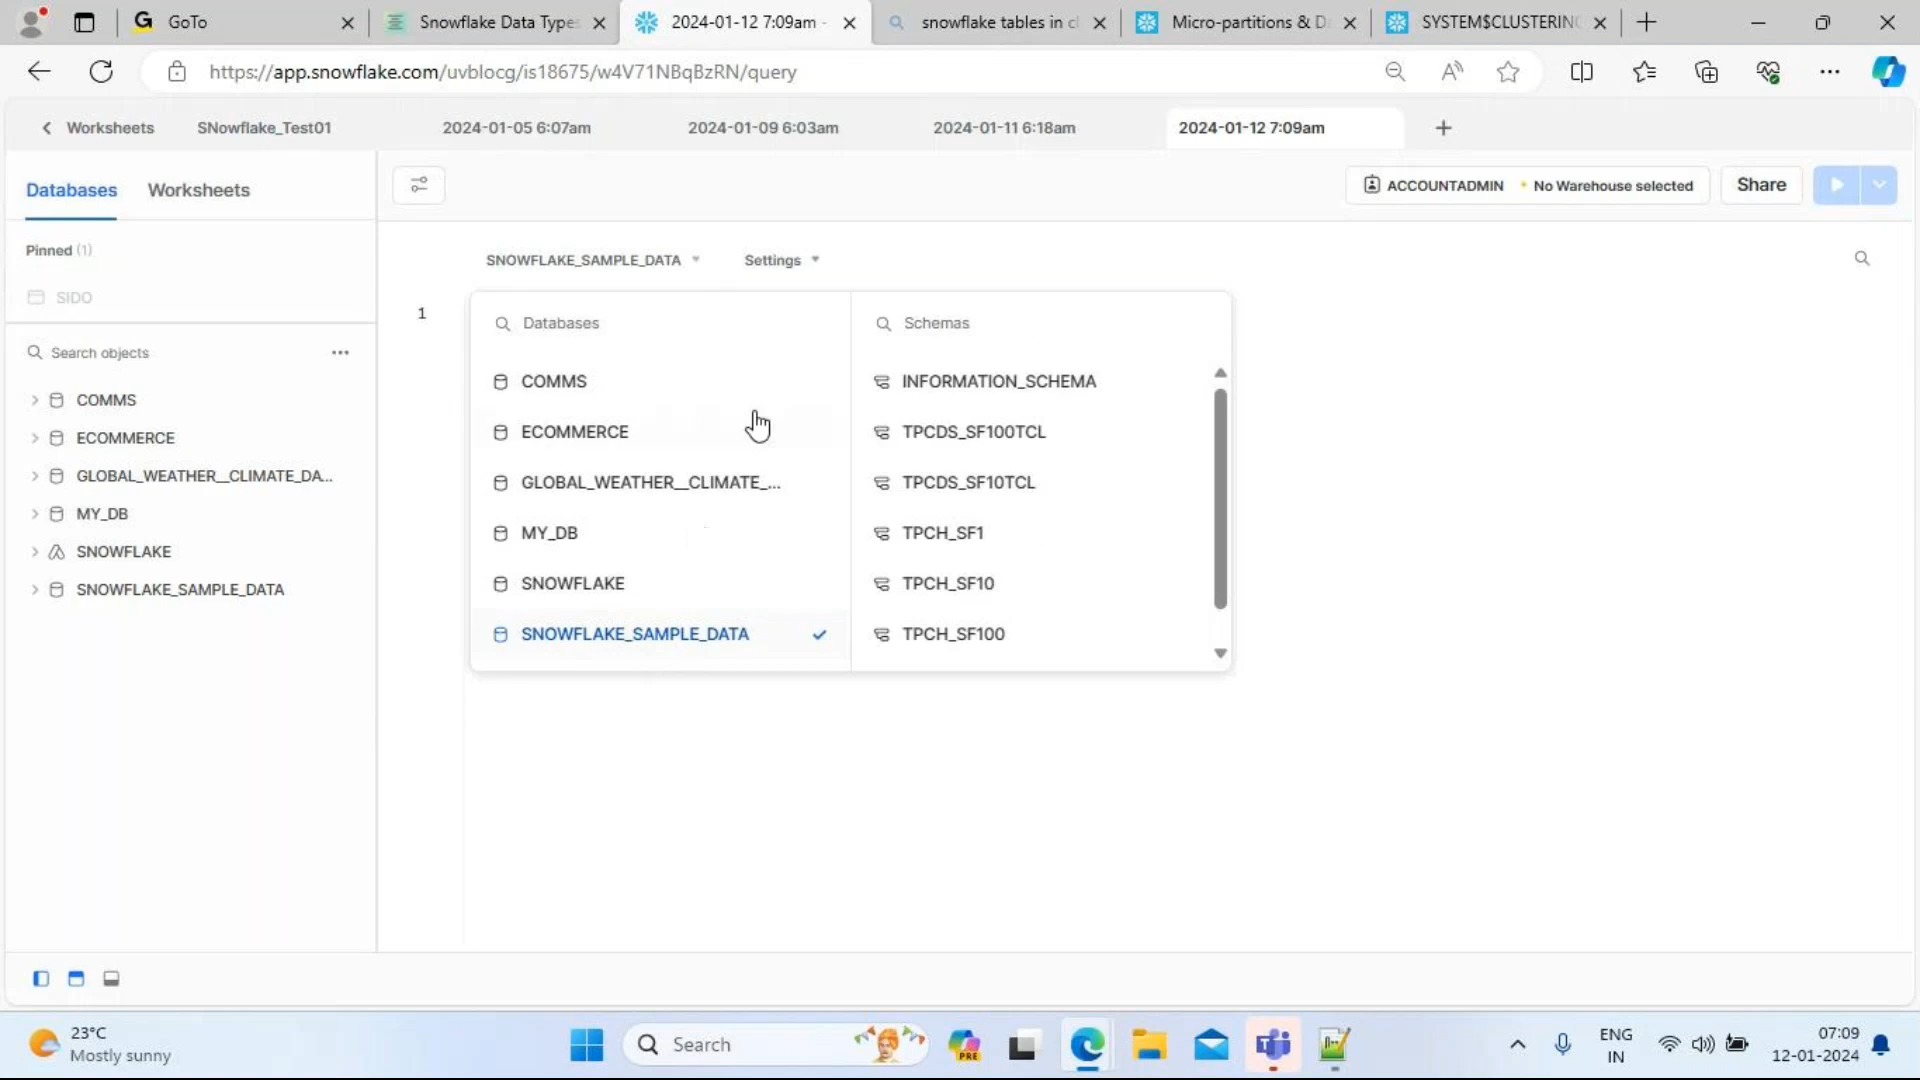 GoTo
Snowflake Data Types
2024-01-12 7:09am -
snowflake tables in cl
Micro-partitions & D
SYSTEM$CLUSTERING
https://app.snowflake.com/uvblocg/is18675/w4V71NBqBzRN/query
Worksheets
SNowflake_Test01
2024-01-05 6:07am
2024-01-09 6:03am
2024-01-11 6:18am
2024-01-12 7:09am
Databases
Worksheets
ACCOUNTADMIN
No Warehouse selected
Share
Pinned (1)
SIDO
Search objects
COMMS
ECOMMERCE
GLOBAL_WEATHER__CLIMATE_DA...
MY_DB
SNOWFLAKE
SNOWFLAKE_SAMPLE_DATA
SNOWFLAKE_SAMPLE_DATA
Settings
1
Databases
COMMS
ECOMMERCE
GLOBAL_WEATHER__CLIMATE_...
MY_DB
SNOWFLAKE
SNOWFLAKE_SAMPLE_DATA
Schemas
INFORMATION_SCHEMA
TPCDS_SF100TCL
TPCDS_SF10TCL
TPCH_SF1
TPCH_SF10
TPCH_SF100
23°C
Mostly sunny
Search
PRE
ENG
IN
07:09
12-01-2024